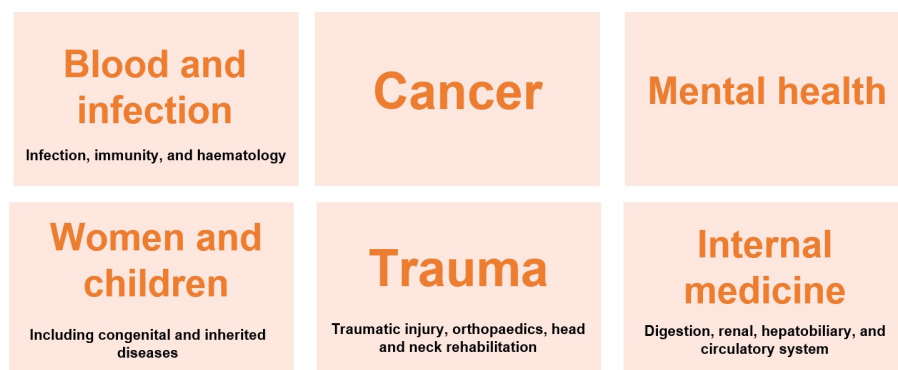 Blood and
infection
Infection, immunity, and haematology
Cancer
Mental health
Women and
children
Including congenital and inherited
diseases
Trauma
Traumatic injury, orthopaedics, head
and neck rehabilitation
Internal
medicine
Digestion, renal, hepatobiliary, and
circulatory system